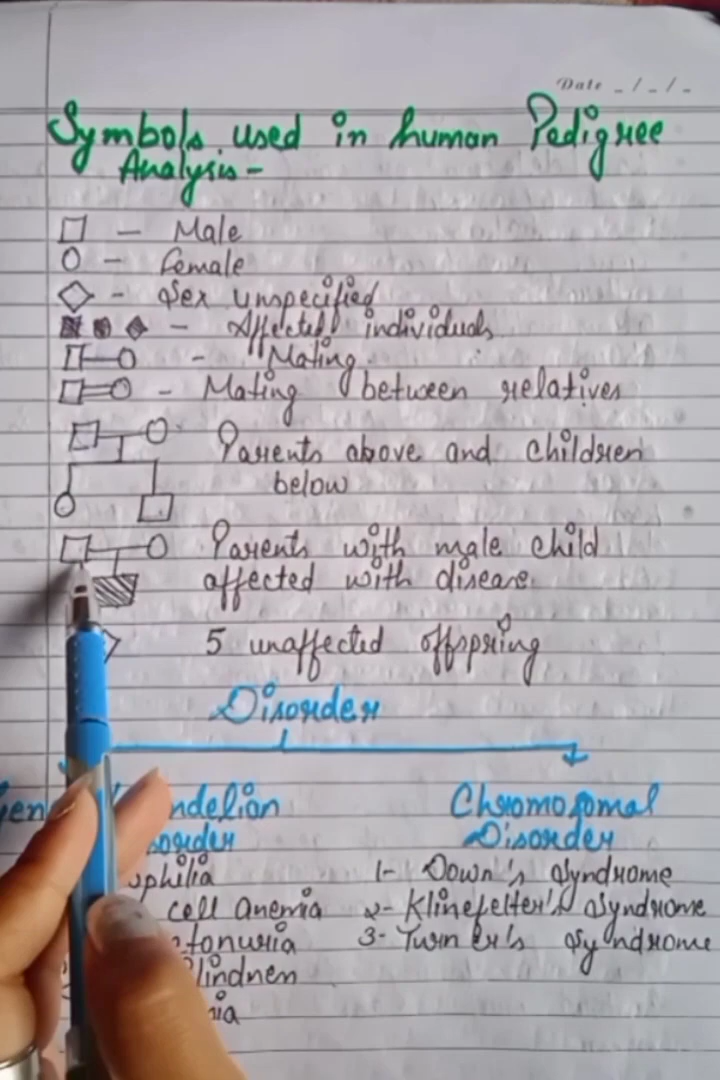 Date _/_/_
Symbols used in human Pedigree
Analysis -
- Male
- Female
- Sex unspecified
- Affected individuals
- Mating
- Mating between relatives
Parents above and children
below
Parents with male child
affected with disease.
5 unaffected offspring
Disorder
Chromosomal
Disorder
cell anemia
1- Down's Syndrome
2- Klinefelter's Syndrome
3- Turner's Syndrome